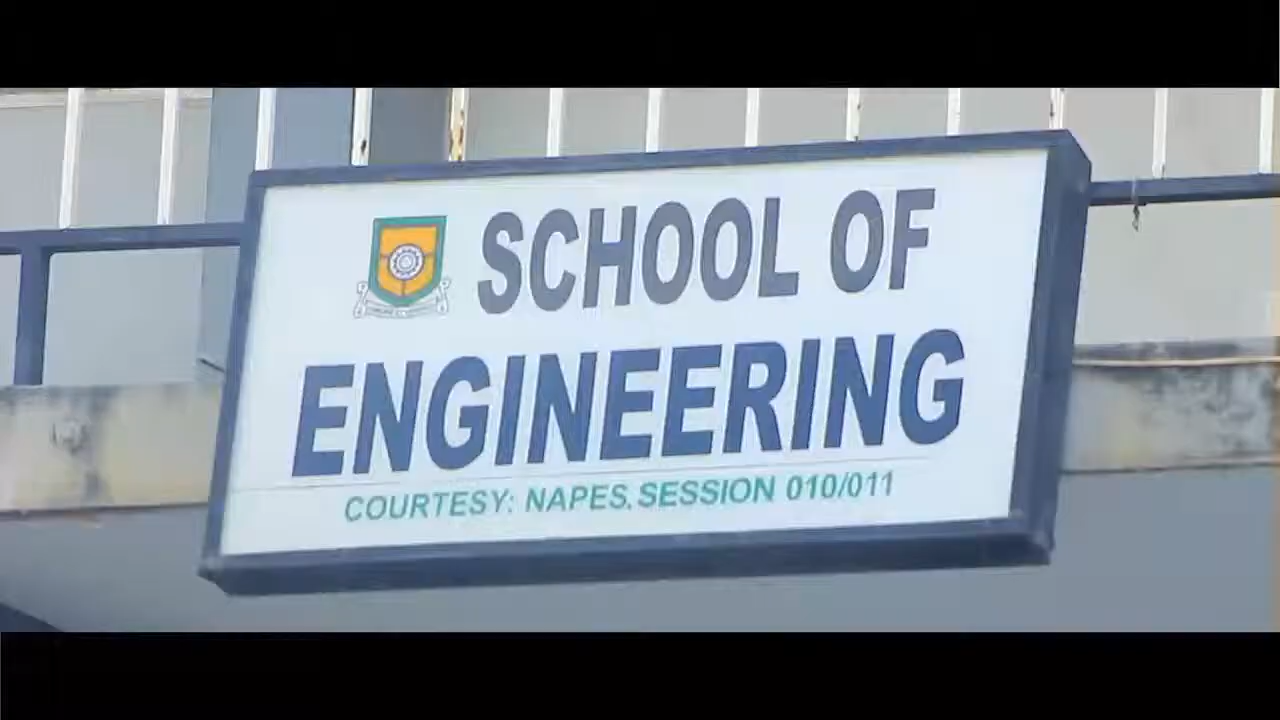 SCHOOL OF
ENGINEERING
COURTESY: NAPES, SESSION 010/011